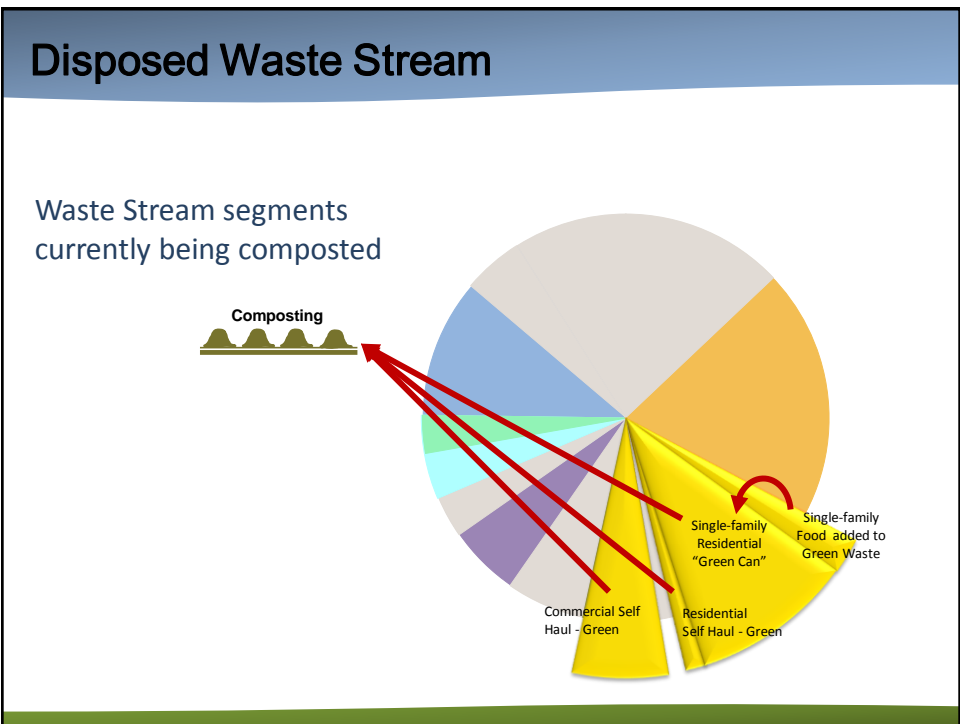 Disposed Waste Stream
Waste Stream segments
currently being composted
Composting
Single-family
Residential
“Green Can”
Single-family
Food added to
Green Waste
Commercial Self
Haul - Green
Residential
Self Haul - Green